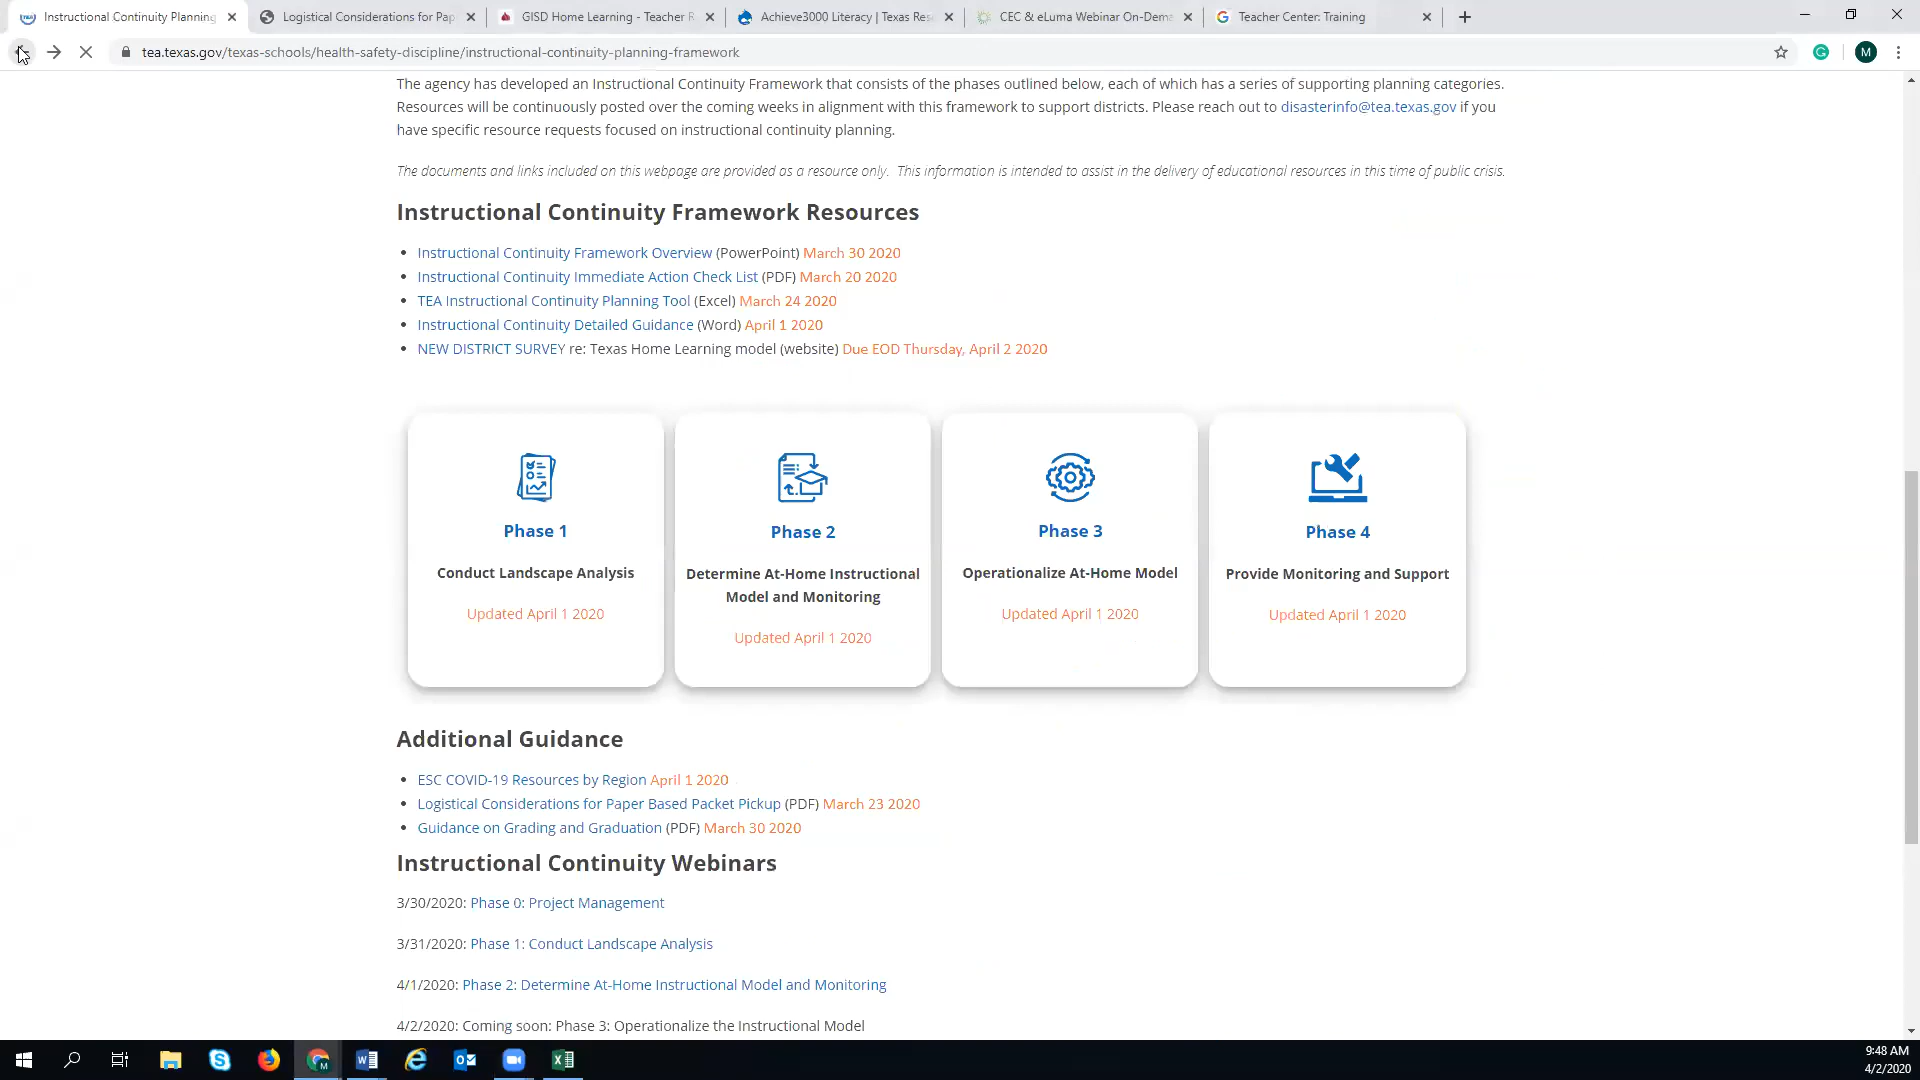 Instructional Continuity Planning
Logistical Considerations for Pap
GISD Home Learning - Teacher R
Achieve3000 Literacy | Texas Res
CEC & eLuma Webinar On-Dema
Teacher Center: Training
tea.texas.gov/texas-schools/health-safety-discipline/instructional-continuity-planning-framework
M
The agency has developed an Instructional Continuity Framework that consists of the phases outlined below, each of which has a series of supporting planning categories.
Resources will be continuously posted over the coming weeks in alignment with this framework to support districts. Please reach out to disasterinfo@tea.texas.gov if you
have specific resource requests focused on instructional continuity planning.
The documents and links included on this webpage are provided as a resource only.  This information is intended to assist in the delivery of educational resources in this time of public crisis.
Instructional Continuity Framework Resources
• Instructional Continuity Framework Overview (PowerPoint) March 30 2020
• Instructional Continuity Immediate Action Check List (PDF) March 20 2020
• TEA Instructional Continuity Planning Tool (Excel) March 24 2020
• Instructional Continuity Detailed Guidance (Word) April 1 2020
• NEW DISTRICT SURVEY re: Texas Home Learning model (website) Due EOD Thursday, April 2 2020
Phase 1
Conduct Landscape Analysis
Updated April 1 2020
Phase 2
Determine At-Home Instructional
Model and Monitoring
Updated April 1 2020
Phase 3
Operationalize At-Home Model
Updated April 1 2020
Phase 4
Provide Monitoring and Support
Updated April 1 2020
Additional Guidance
• ESC COVID-19 Resources by Region April 1 2020
• Logistical Considerations for Paper Based Packet Pickup (PDF) March 23 2020
• Guidance on Grading and Graduation (PDF) March 30 2020
Instructional Continuity Webinars
3/30/2020: Phase 0: Project Management
3/31/2020: Phase 1: Conduct Landscape Analysis
4/1/2020: Phase 2: Determine At-Home Instructional Model and Monitoring
4/2/2020: Coming soon: Phase 3: Operationalize the Instructional Model
9:48 AM
4/2/2020